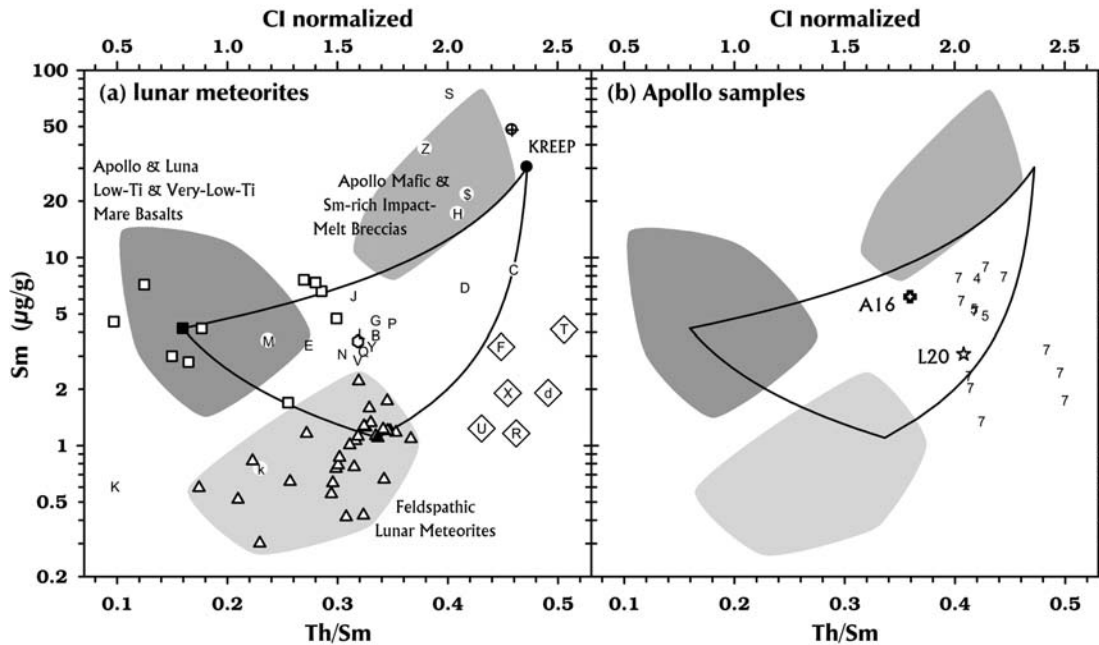 CI normalized
CI normalized
0.5 1.0 1.5 2.0 2.5
0.5 1.0 1.5 2.0 2.5
100
50
20
10
5
2
1
0.5
0.2
Sm (µg/g)
(a) lunar meteorites
(b) Apollo samples
S
Z
KREEP
Apollo & Luna
Low-Ti & Very-Low-Ti
Mare Basalts
Apollo Mafic &
Sm-rich Impact-
Melt Breccias
$
H
C
D
J
G
P
L
B
M
E
N
Q
Y
V
T
F
X
d
U
R
k
K
Feldspathic
Lunar Meteorites
7
7
4
7
A16
7
5
5
L20
7
7
7
7
7
7
0.1 0.2 0.3 0.4 0.5
0.1 0.2 0.3 0.4 0.5
Th/Sm
Th/Sm